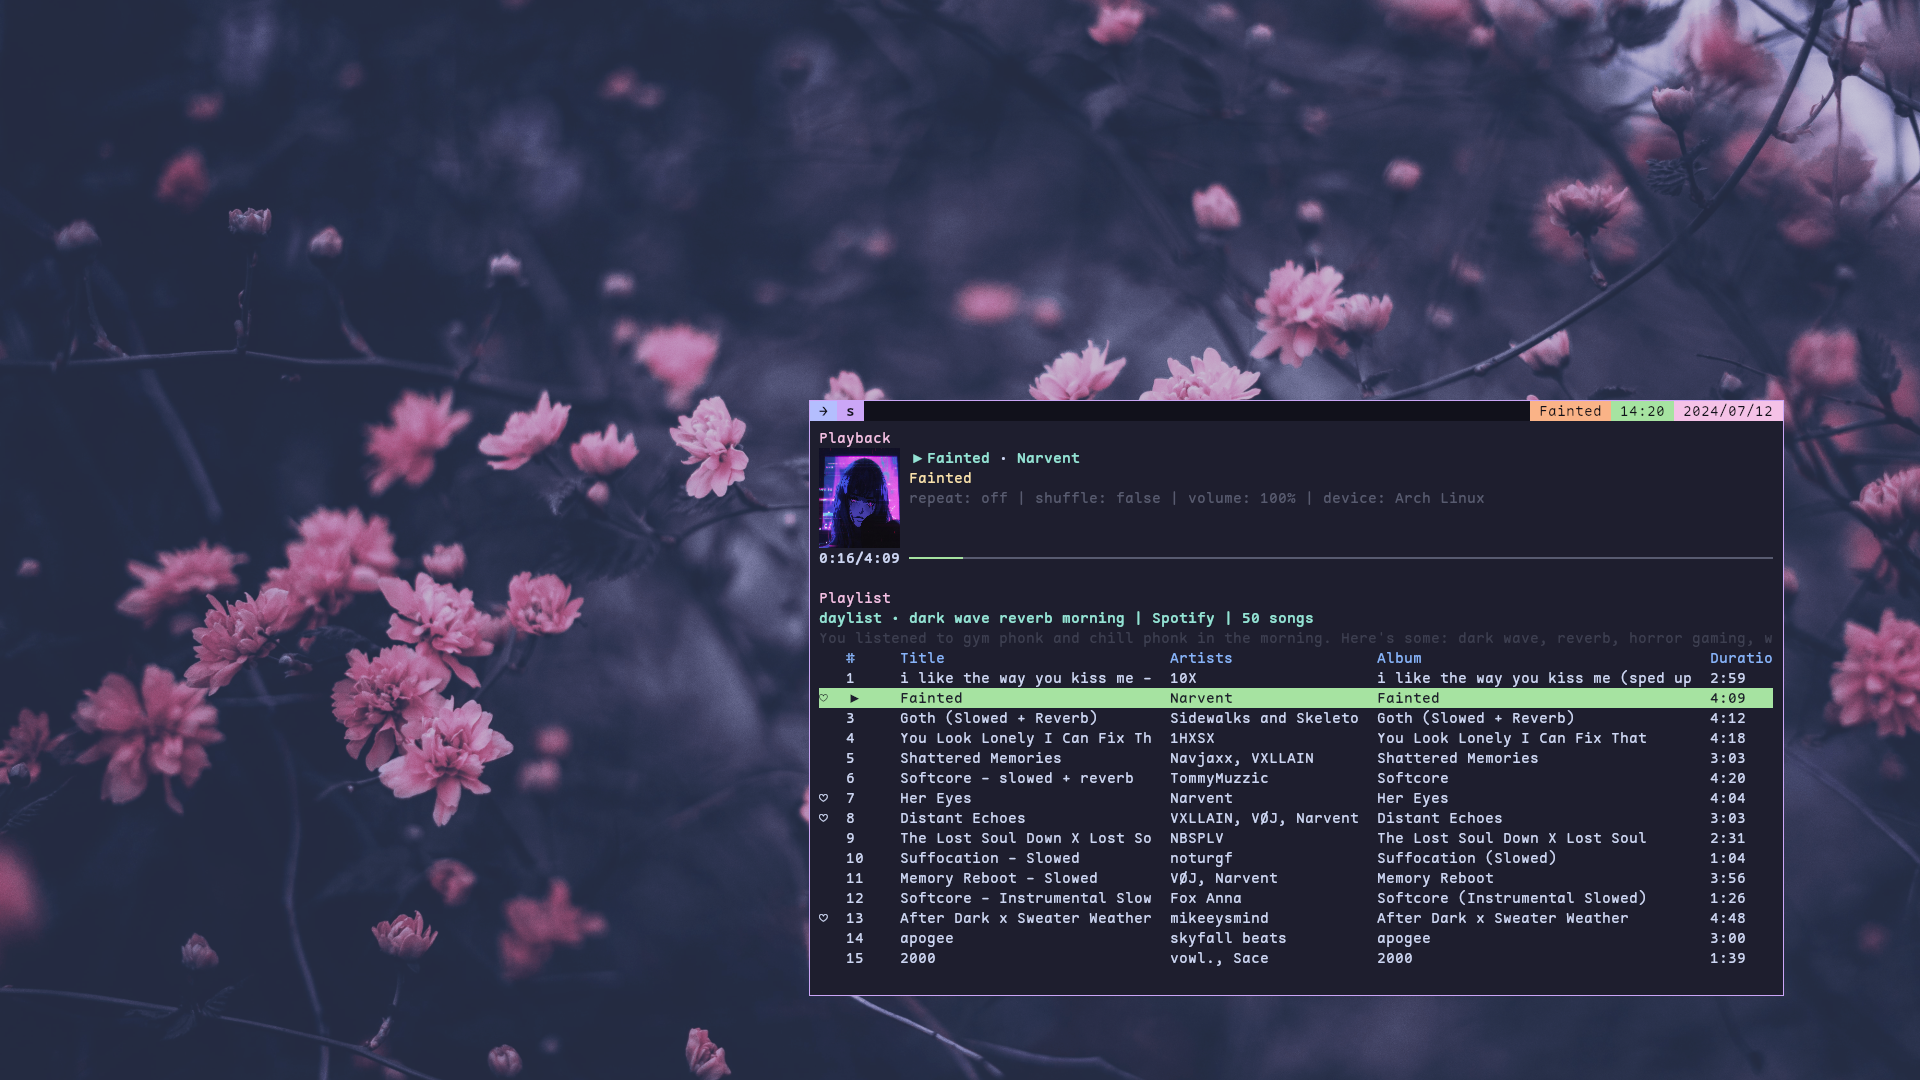 → s Fainted 14:20 2024/07/12
Playback
▶ Fainted · Narvent
Fainted
repeat: off | shuffle: false | volume: 100% | device: Arch Linux
0:16/4:09
Playlist
daylist · dark wave reverb morning | Spotify | 50 songs
You listened to gym phonk and chill phonk in the morning. Here's some: dark wave, reverb, horror gaming, w
# Title Artists Album Duratio
1 i like the way you kiss me - 10X i like the way you kiss me (sped up 2:59
♡ ▶ Fainted Narvent Fainted 4:09
3 Goth (Slowed + Reverb) Sidewalks and Skeleto Goth (Slowed + Reverb) 4:12
4 You Look Lonely I Can Fix Th 1HXSX You Look Lonely I Can Fix That 4:18
5 Shattered Memories Navjaxx, VXLLAIN Shattered Memories 3:03
6 Softcore - slowed + reverb TommyMuzzic Softcore 4:20
♡ 7 Her Eyes Narvent Her Eyes 4:04
♡ 8 Distant Echoes VXLLAIN, VØJ, Narvent Distant Echoes 3:03
9 The Lost Soul Down X Lost So NBSPLV The Lost Soul Down X Lost Soul 2:31
10 Suffocation - Slowed noturgf Suffocation (Slowed) 1:04
11 Memory Reboot - Slowed VØJ, Narvent Memory Reboot 3:56
12 Softcore - Instrumental Slow Fox Anna Softcore (Instrumental Slowed) 1:26
♡ 13 After Dark x Sweater Weather mikeeysmind After Dark x Sweater Weather 4:48
14 apogee skyfall beats apogee 3:00
15 2000 vowl., Sace 2000 1:39